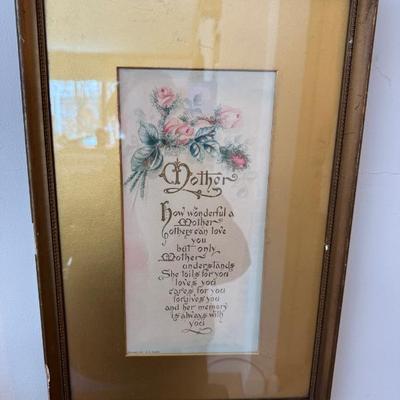 Mother
How wonderful a
Mother
others can love
you
but only
Mother
understands
She toils for you
loves you
cares for you
forgives you
and her memory
is always with
you